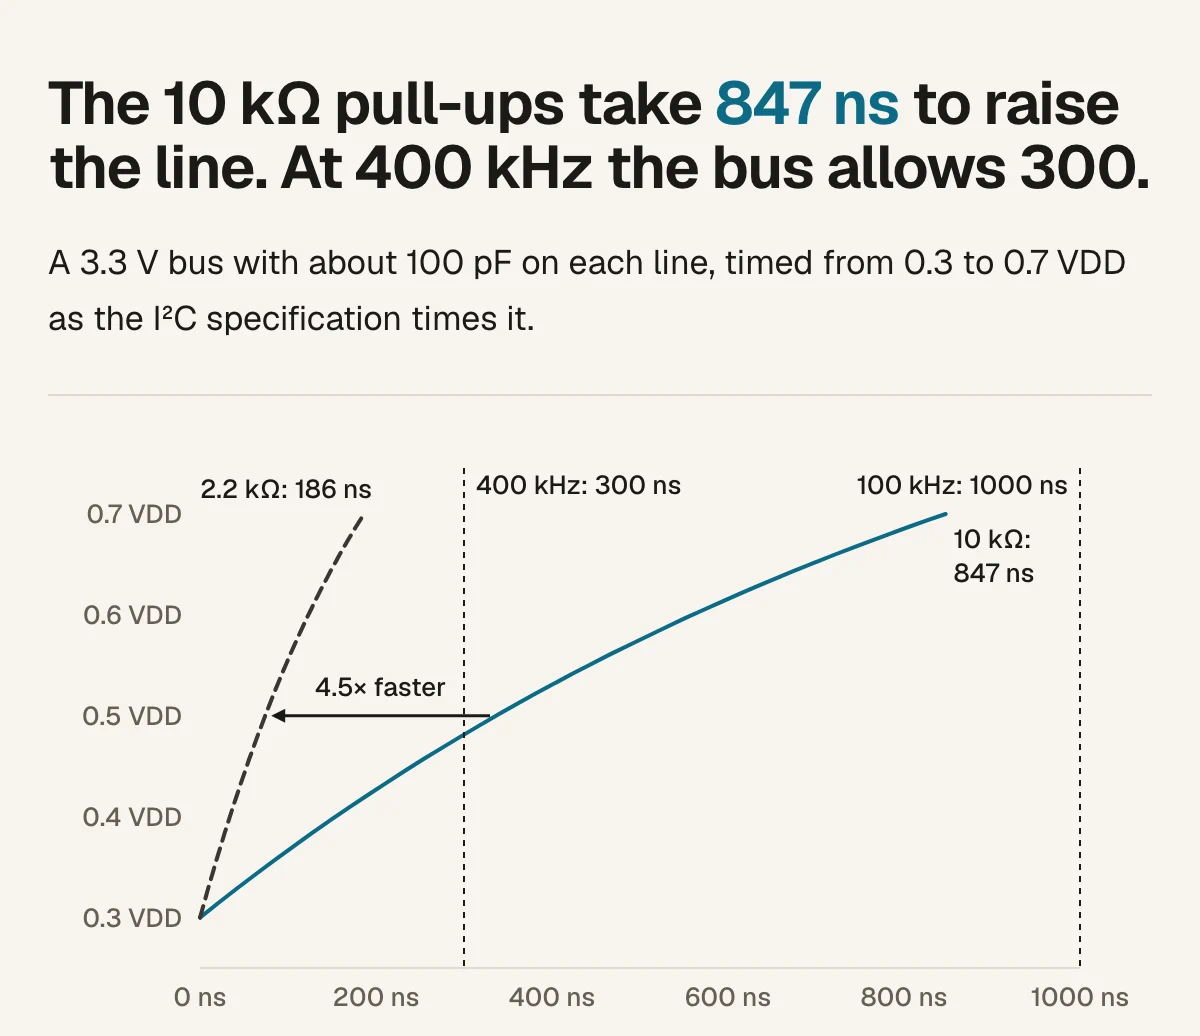 The 10 kΩ pull-ups take 847 ns to raise
the line. At 400 kHz the bus allows 300.
A 3.3 V bus with about 100 pF on each line, timed from 0.3 to 0.7 VDD
as the I²C specification times it.
2.2 kΩ: 186 ns
400 kHz: 300 ns
100 kHz: 1000 ns
0.7 VDD
10 kΩ:
847 ns
0.6 VDD
4.5× faster
0.5 VDD
0.4 VDD
0.3 VDD
0 ns
200 ns
400 ns
600 ns
800 ns
1000 ns